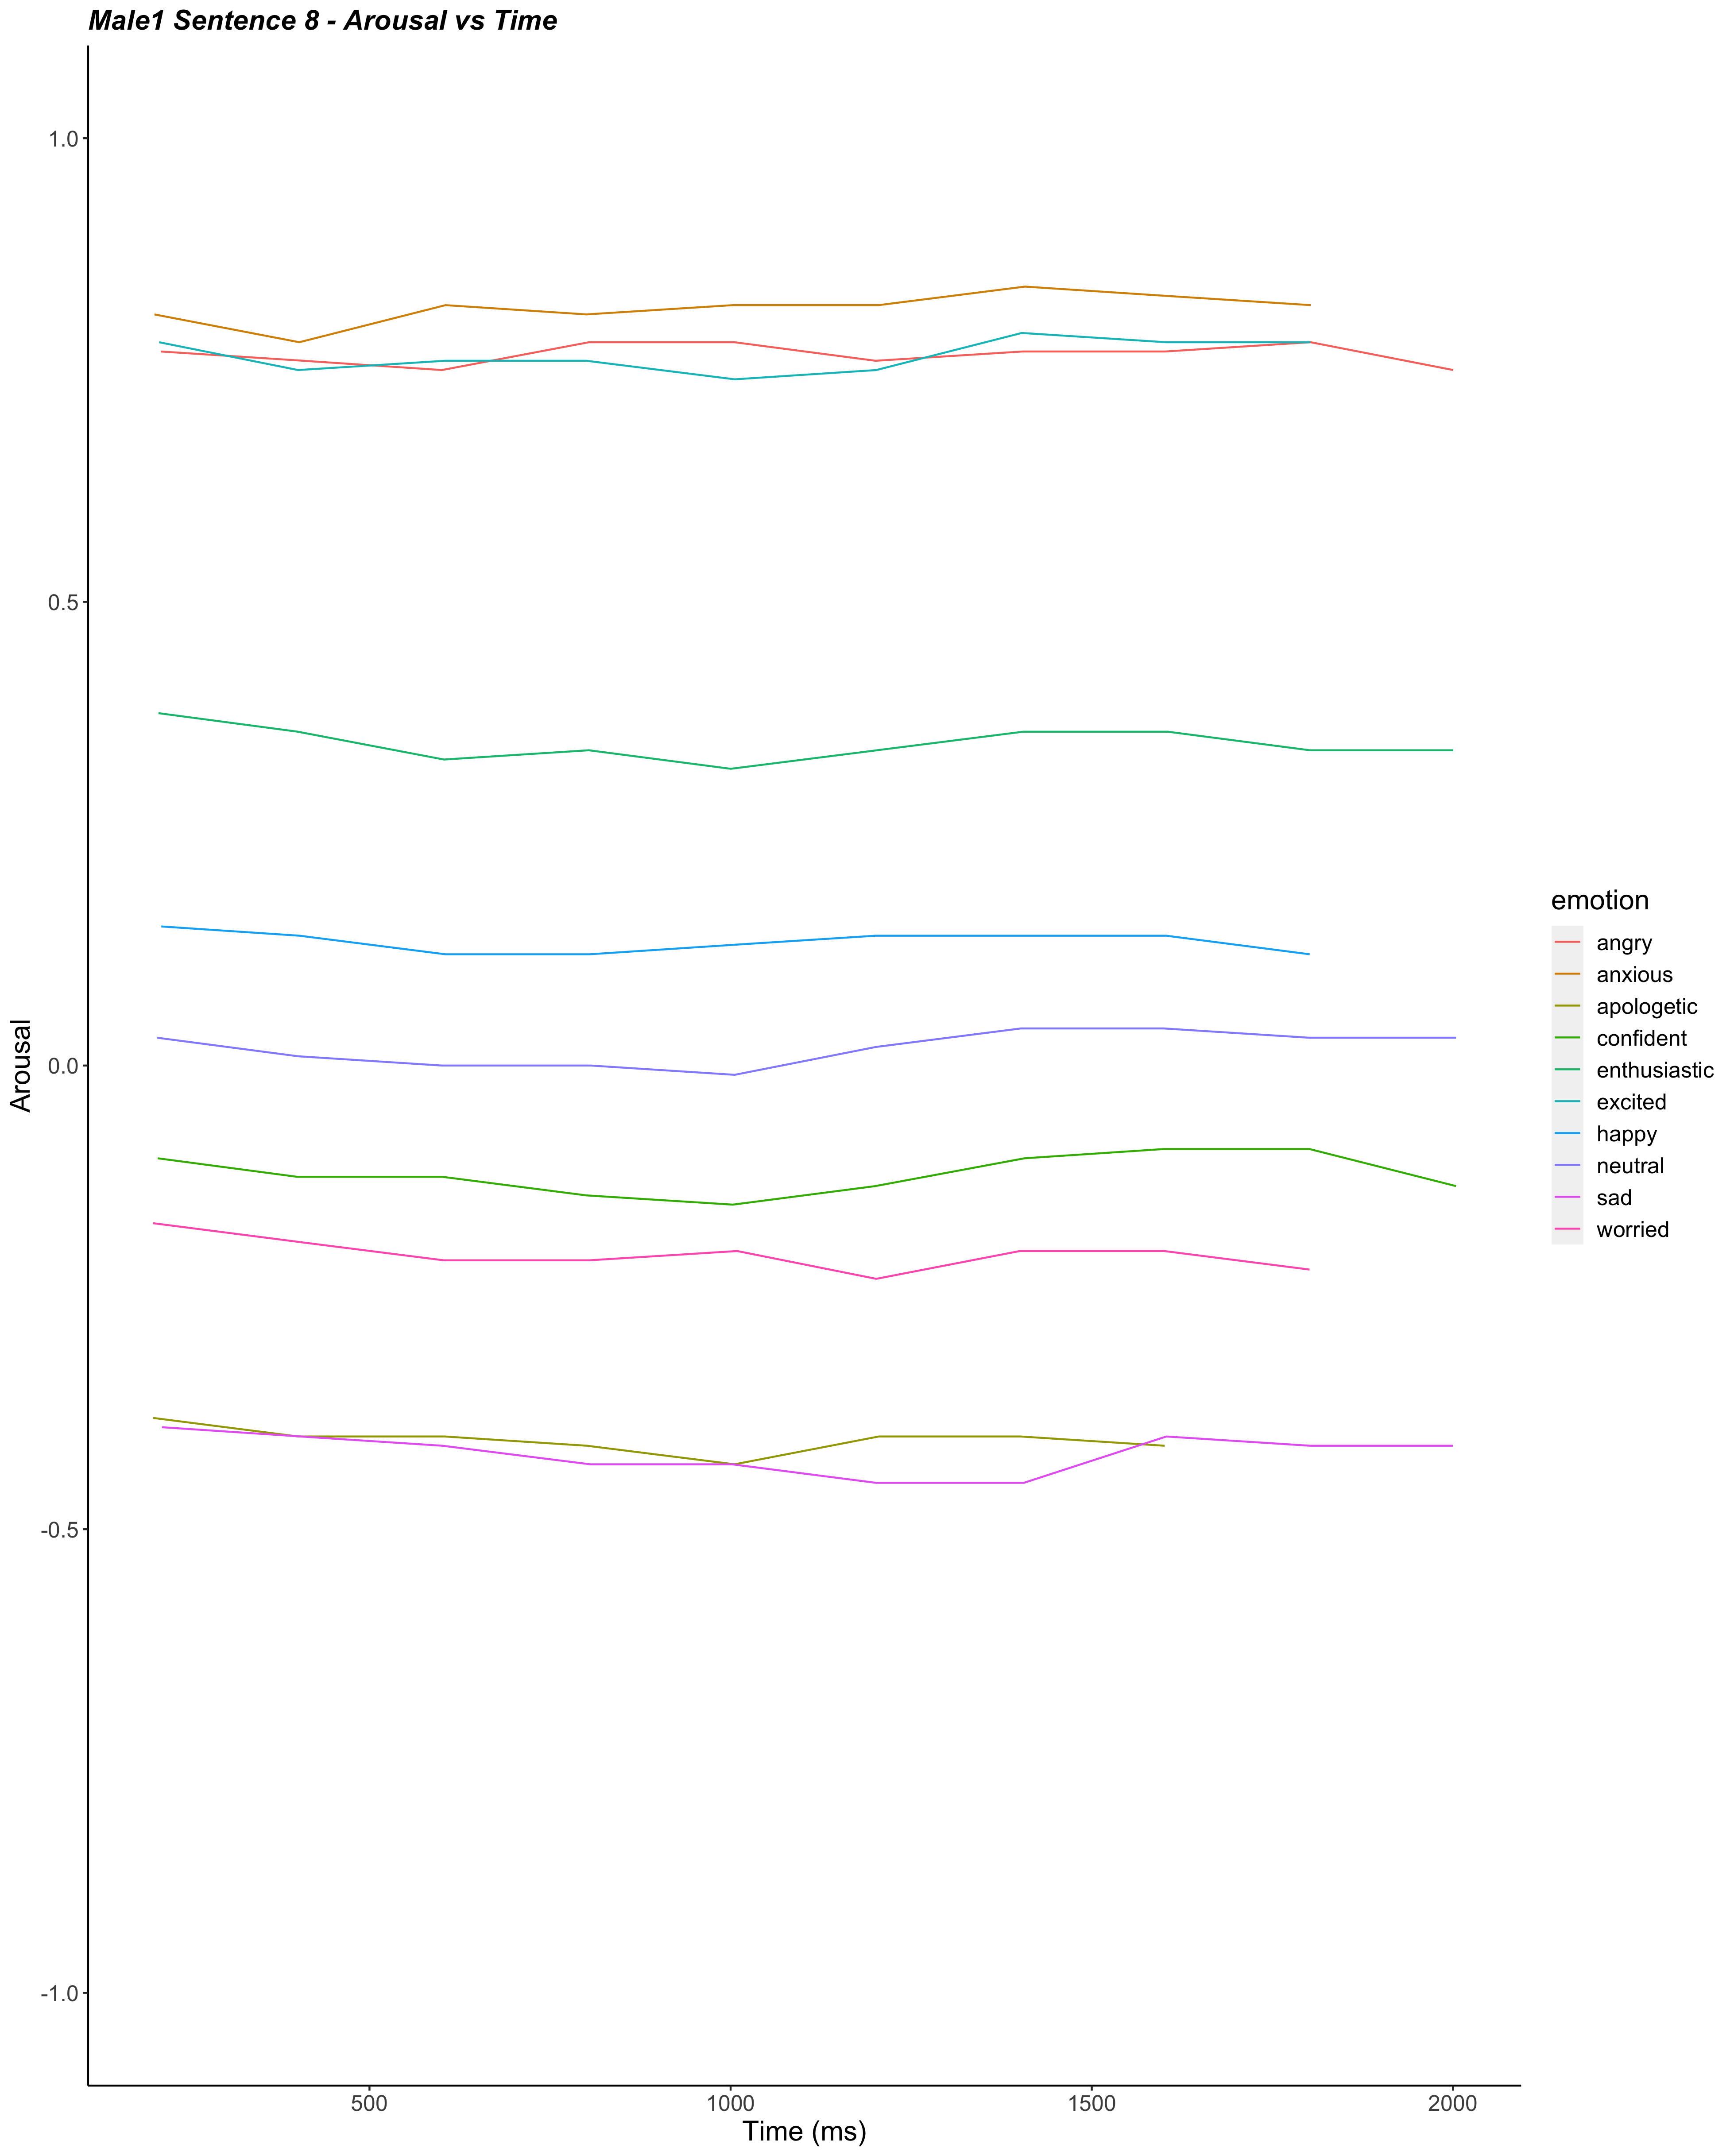 Male1 Sentence 8 - Arousal vs Time
1.0
0.5
0.0
-0.5
-1.0
Arousal
500
1000
1500
2000
Time (ms)
emotion
angry
anxious
apologetic
confident
enthusiastic
excited
happy
neutral
sad
worried